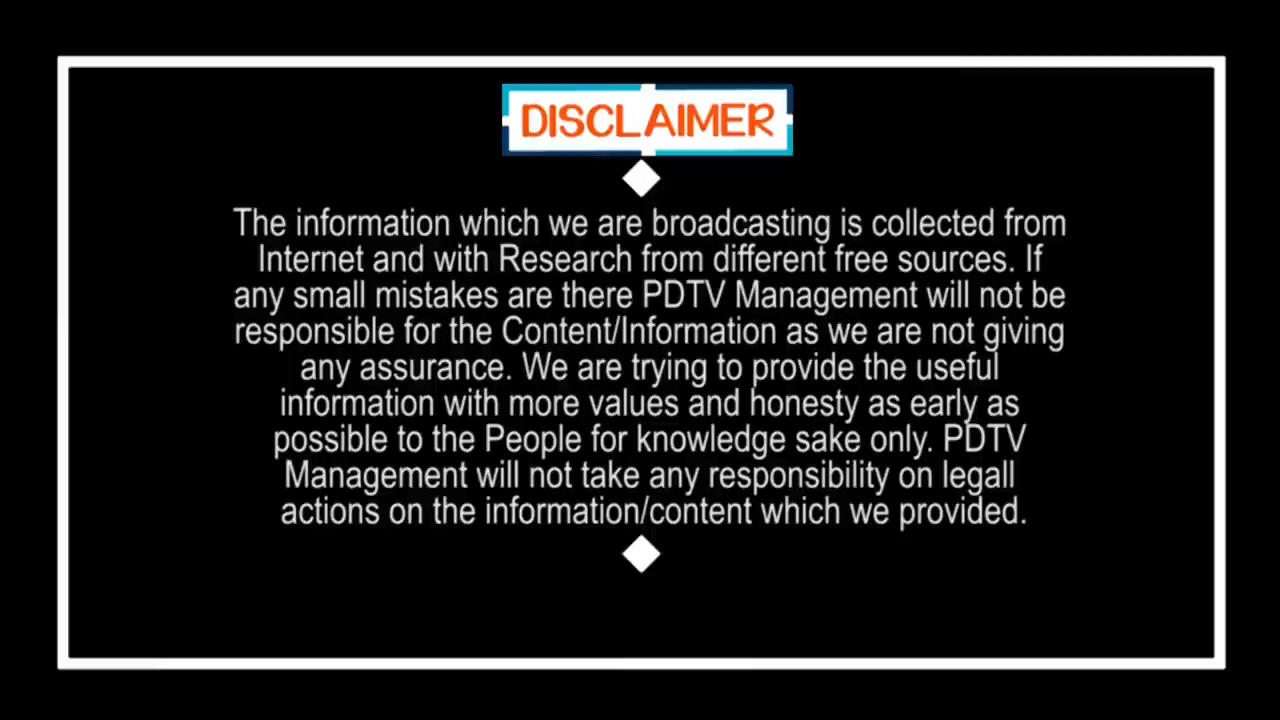 DISCLAIMER
The information which we are broadcasting is collected from
Internet and with Research from different free sources. If
any small mistakes are there PDTV Management will not be
responsible for the Content/Information as we are not giving
any assurance. We are trying to provide the useful
information with more values and honesty as early as
possible to the People for knowledge sake only. PDTV
Management will not take any responsibility on legall
actions on the information/content which we provided.